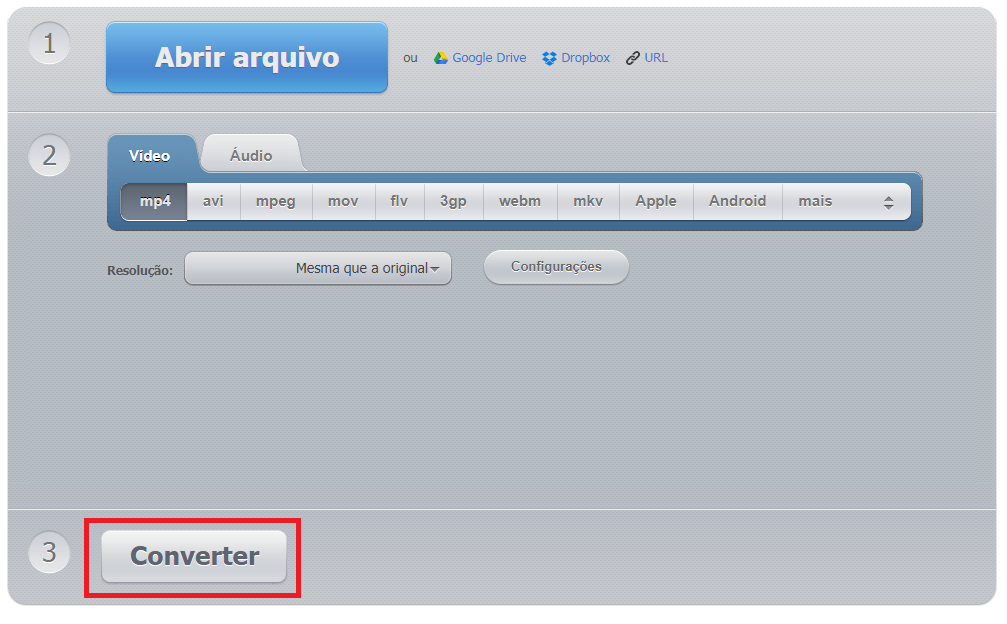 1
Abrir arquivo ou Google Drive Dropbox URL
2
Vídeo Áudio
mp4 avi mpeg mov flv 3gp webm mkv Apple Android mais
Resolução: Mesma que a original Configurações
3
Converter